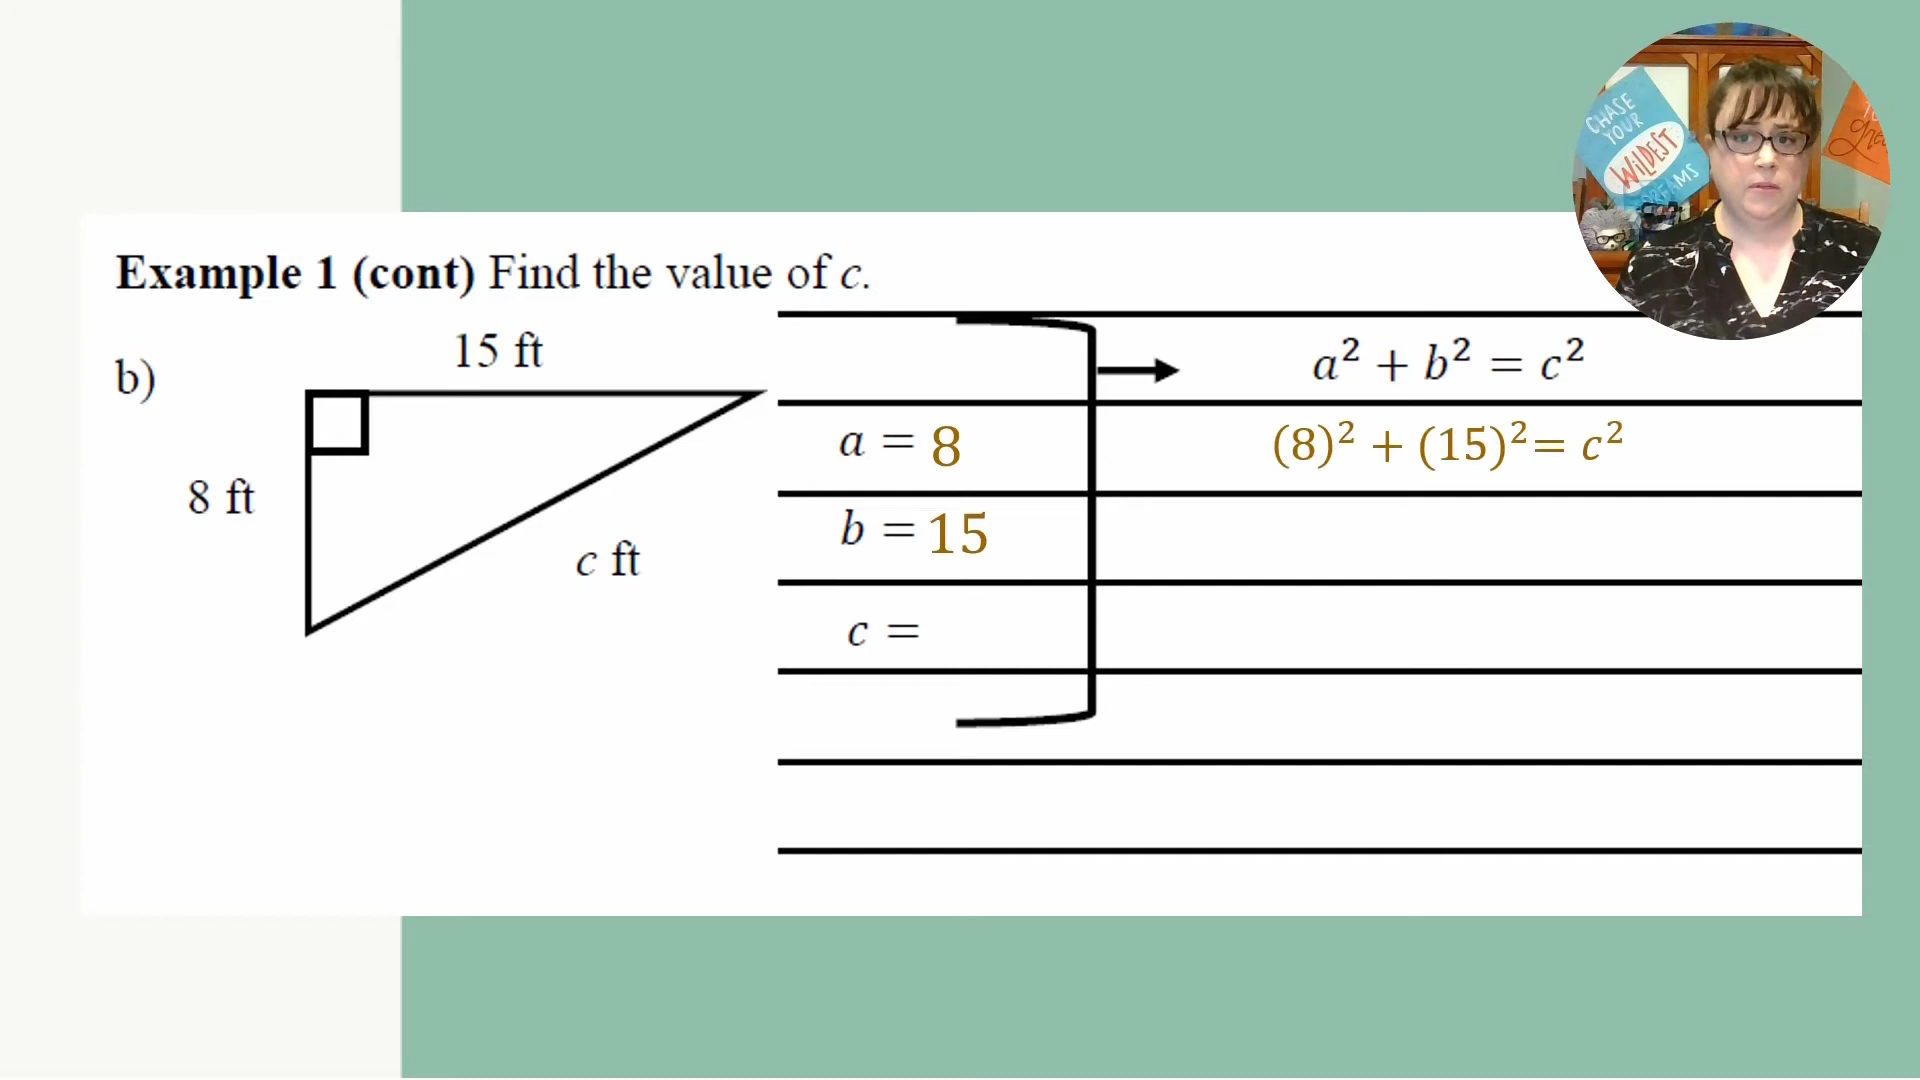 CHASE
YOUR
WILDEST
DREAMS
Example 1 (cont) Find the value of c.
b)
15 ft
8 ft
c ft
a² + b² = c²
a = 8
(8)² + (15)²= c²
b = 15
c =